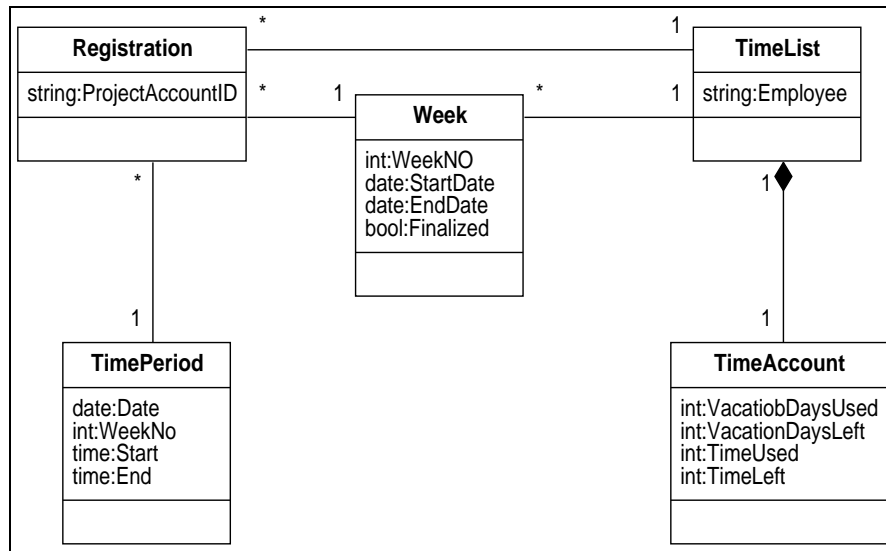 * 1
Registration
TimeList
string:ProjectAccountID
string:Employee
* 1
* 1
Week
int:WeekNO
date:StartDate
date:EndDate
bool:Finalized
*
1
1
1
TimePeriod
date:Date
int:WeekNo
time:Start
time:End
TimeAccount
int:VacatiobDaysUsed
int:VacationDaysLeft
int:TimeUsed
int:TimeLeft